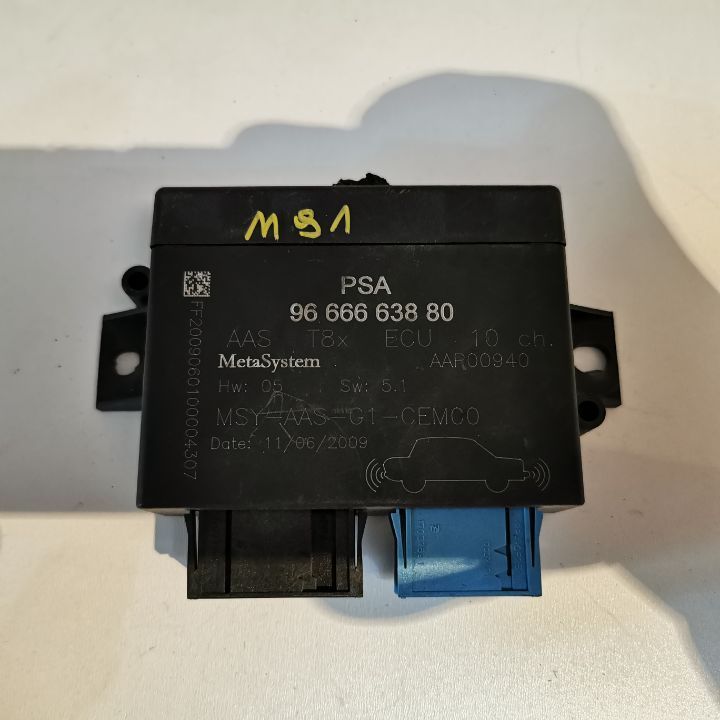 M91
PSA
96 666 638 80
AAS T8x ECU 10 ch.
MetaSystem AAR00940
Hw: 05 Sw: 5.1
MSY-AAS-G1-CEMCO
Date: 11/06/2009
FF2009060100004307